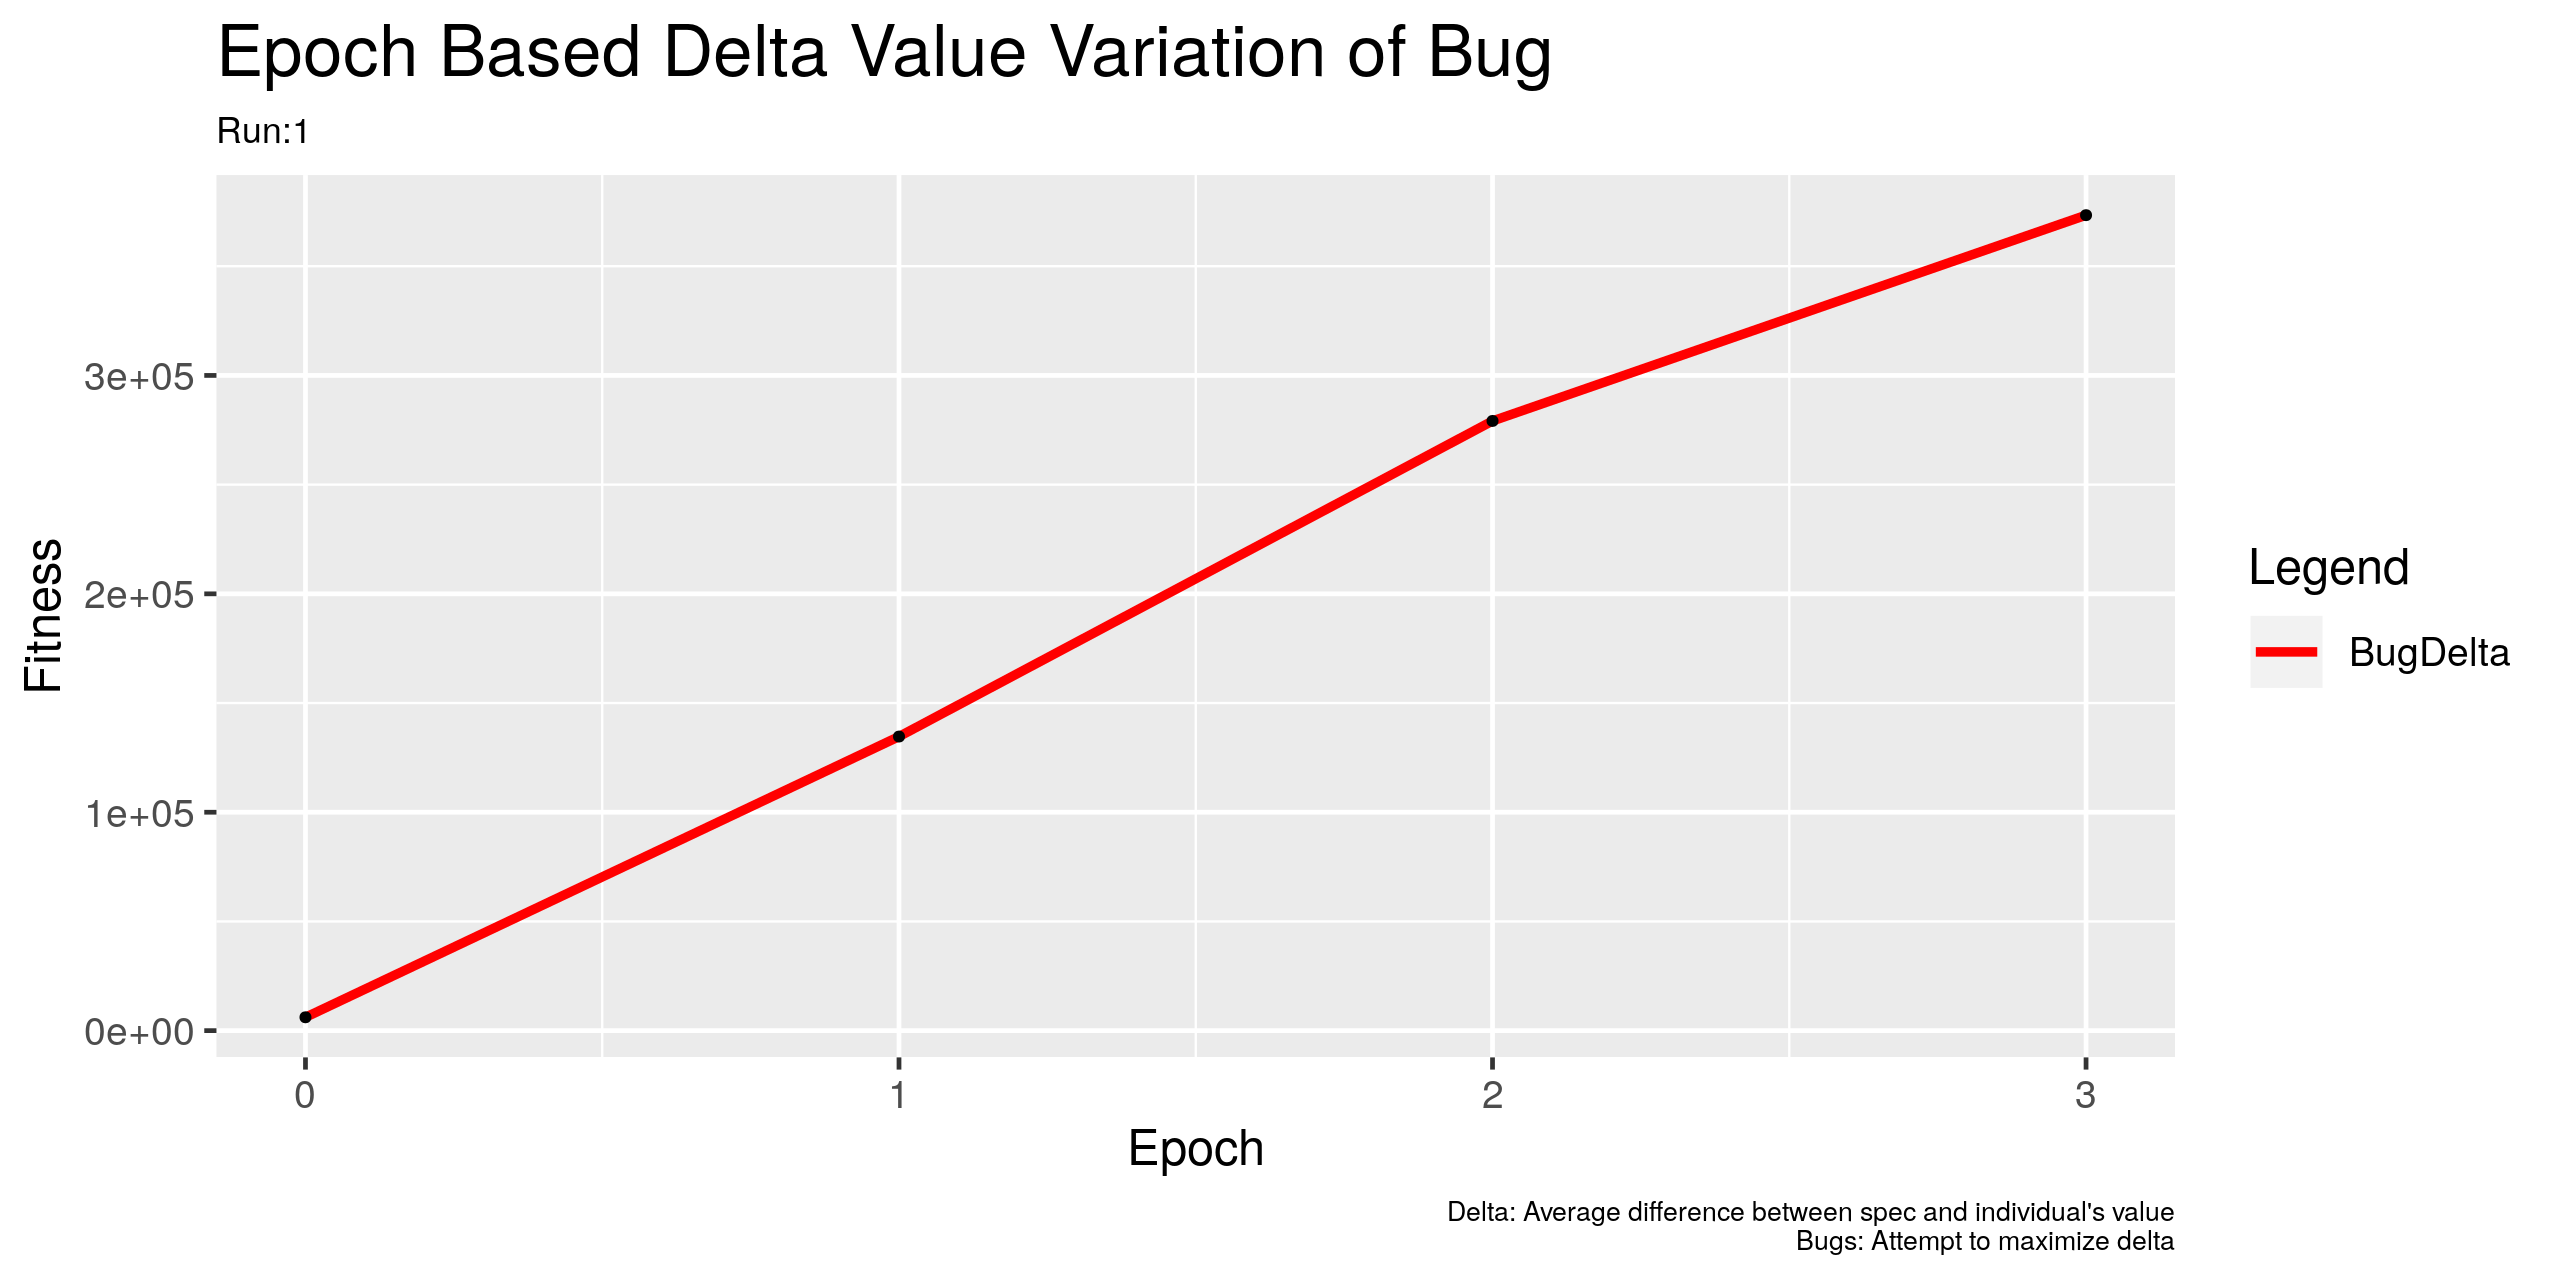 Epoch Based Delta Value Variation of Bug
Run:1
Fitness
3e+05
2e+05
1e+05
0e+00
0 1 2 3
Epoch
Legend
BugDelta
Delta: Average difference between spec and individual's value
Bugs: Attempt to maximize delta